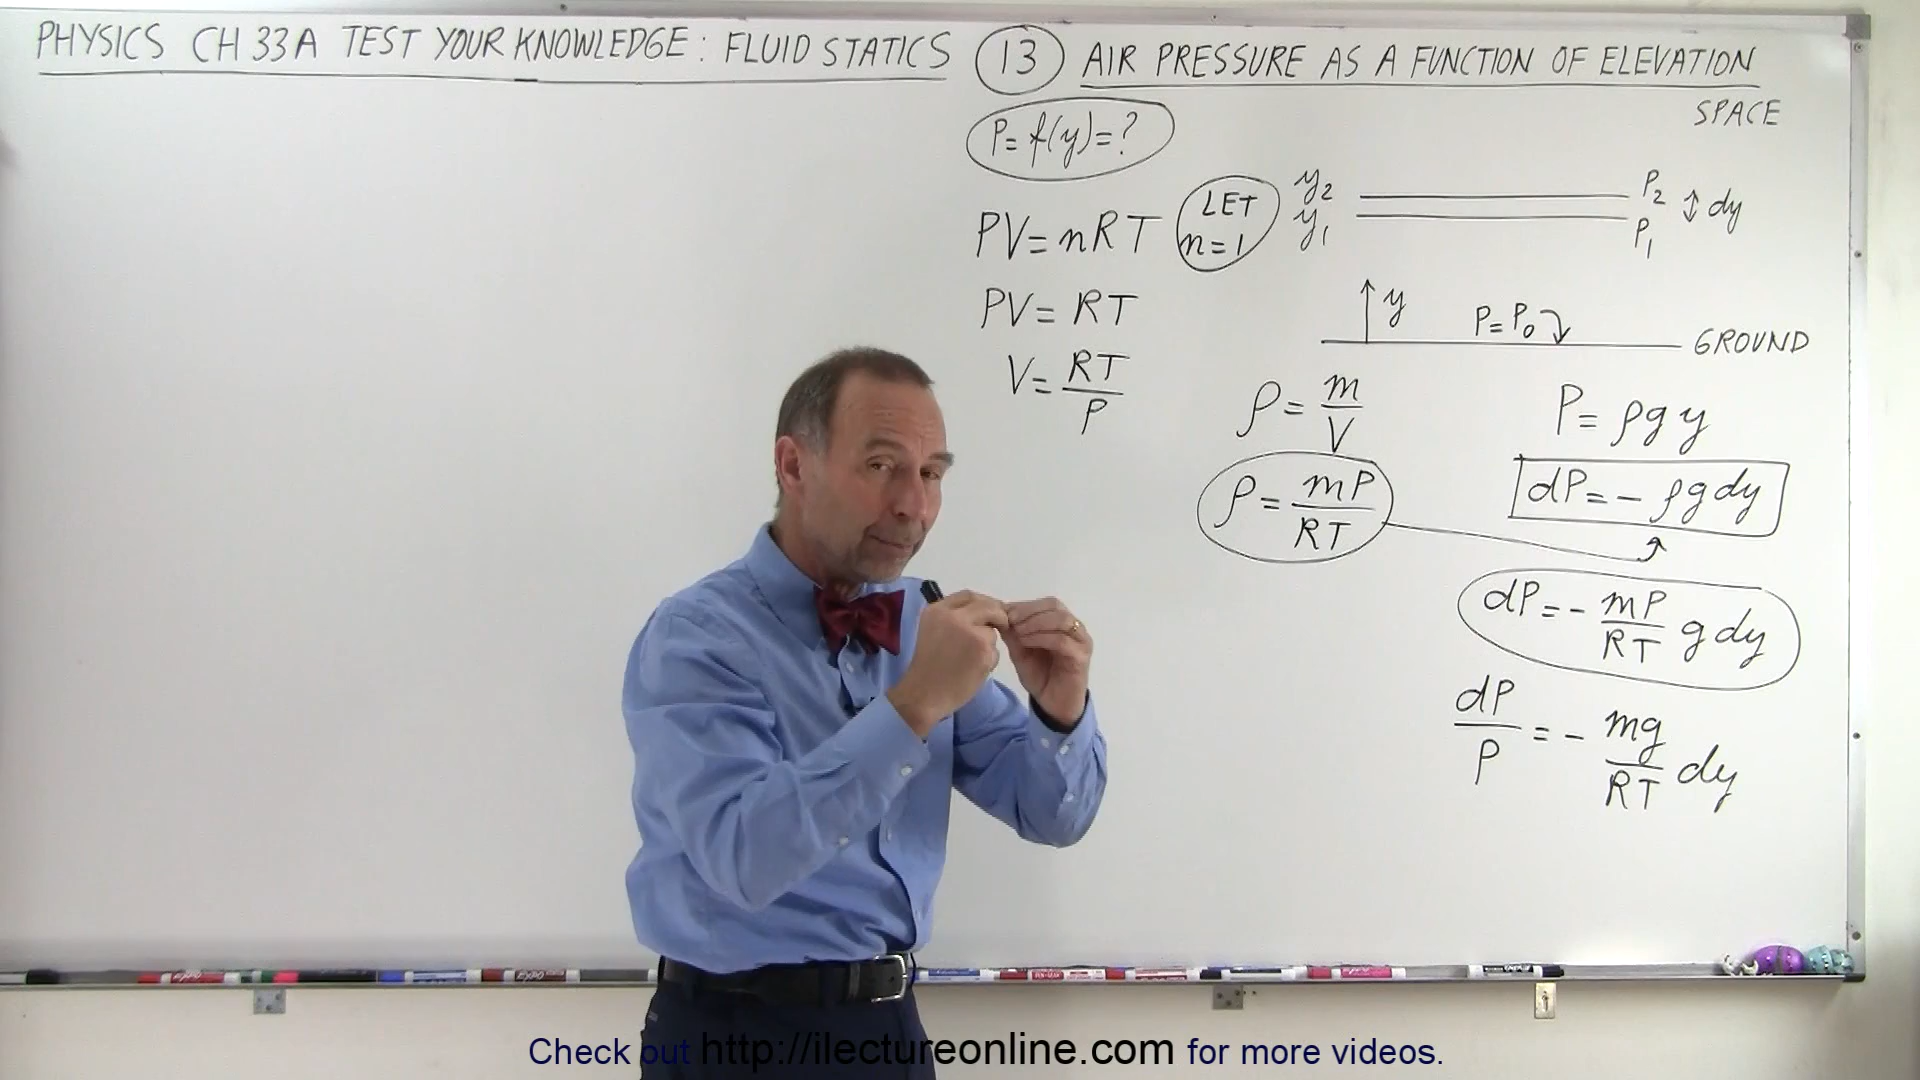 PHYSICS CH 33A TEST YOUR KNOWLEDGE: FLUID STATICS 13 AIR PRESSURE AS A FUNCTION OF ELEVATION
SPACE
P = f(y) = ?
PV = nRT
LET
n = 1
y2
y1
P2
P1
dy
PV = RT
y
P = P0
GROUND
V = RT/P
ρ = m/V
P = ρgy
ρ = mP/RT
dP = - ρgdy
dP = - mP/RT g dy
dP/P = - mg/RT dy
EXPO
Check out http://ilectureonline.com for more videos.